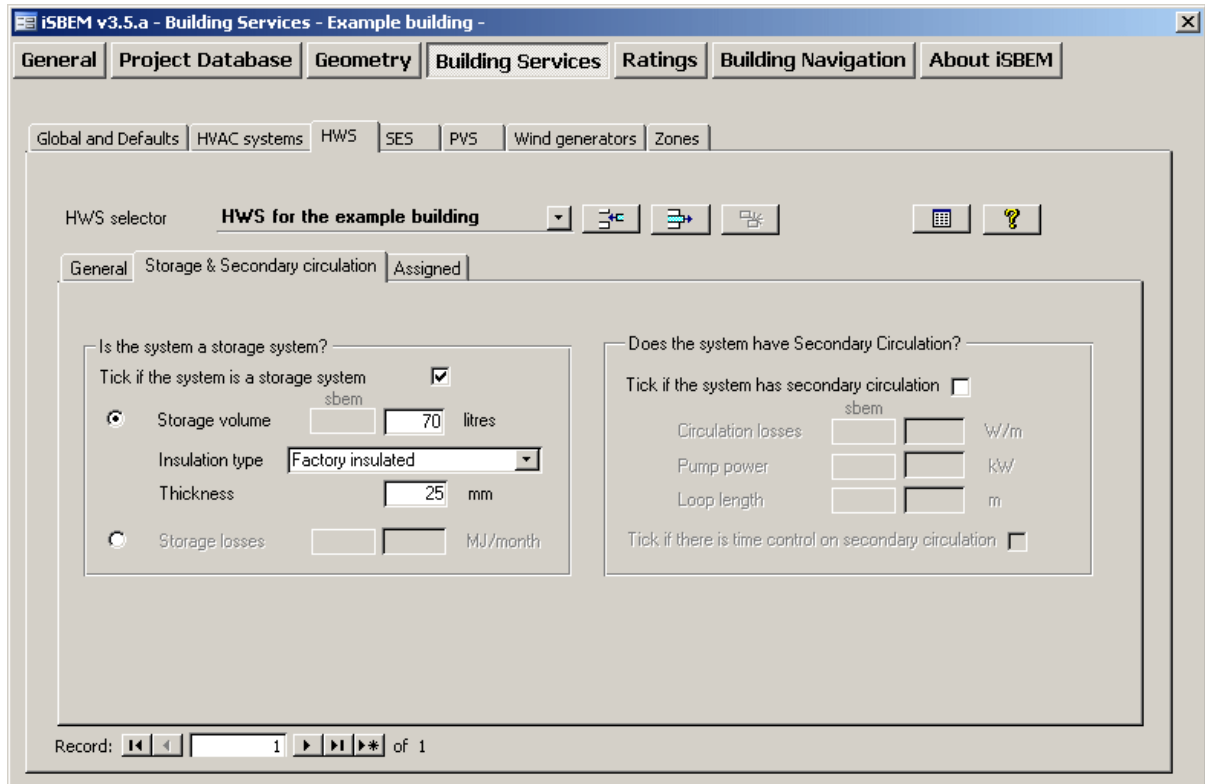 iSBEM v3.5.a - Building Services - Example building -
General Project Database Geometry Building Services Ratings Building Navigation About iSBEM
Global and Defaults HVAC systems HWS SES PVS Wind generators Zones
HWS selector HWS for the example building
General Storage & Secondary circulation Assigned
Is the system a storage system?
Tick if the system is a storage system
sbem
Storage volume 70 litres
Insulation type Factory insulated
Thickness 25 mm
Storage losses MJ/month
Does the system have Secondary Circulation?
Tick if the system has secondary circulation
sbem
Circulation losses W/m
Pump power kW
Loop length m
Tick if there is time control on secondary circulation
Record: 1 of 1